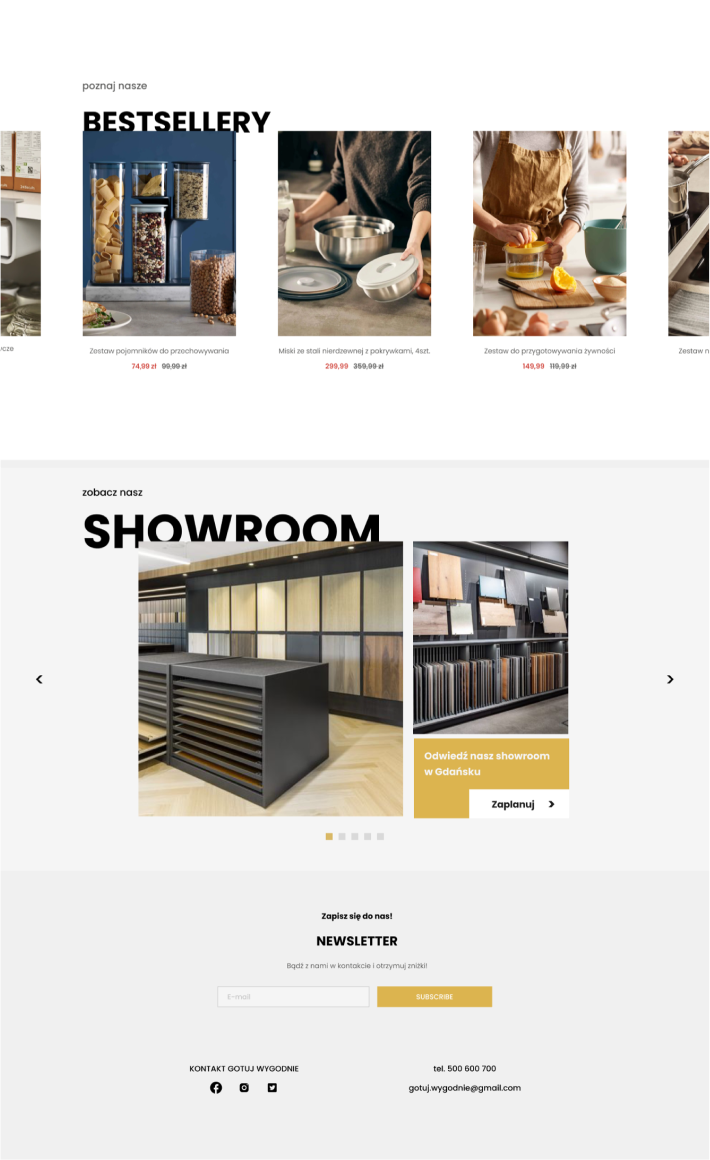 poznaj nasze
BESTSELLERY
ycze
Zestaw pojomników do przechowywania
74,99 zł 99,99 zł
Miski ze stali nierdzewnej z pokrywkami, 4szt.
299,99 359,99 zł
Zestaw do przygotowywania żywności
149,99 119,99 zł
Zestaw n
zobacz nasz
SHOWROOM
<
>
Odwiedź nasz showroom
w Gdańsku
Zaplanuj >
Zapisz się do nas!
NEWSLETTER
Bądź z nami w kontakcie i otrzymuj zniżki!
E-mail
SUBSCRIBE
KONTAKT GOTUJ WYGODNIE
tel. 500 600 700
gotuj.wygodnie@gmail.com